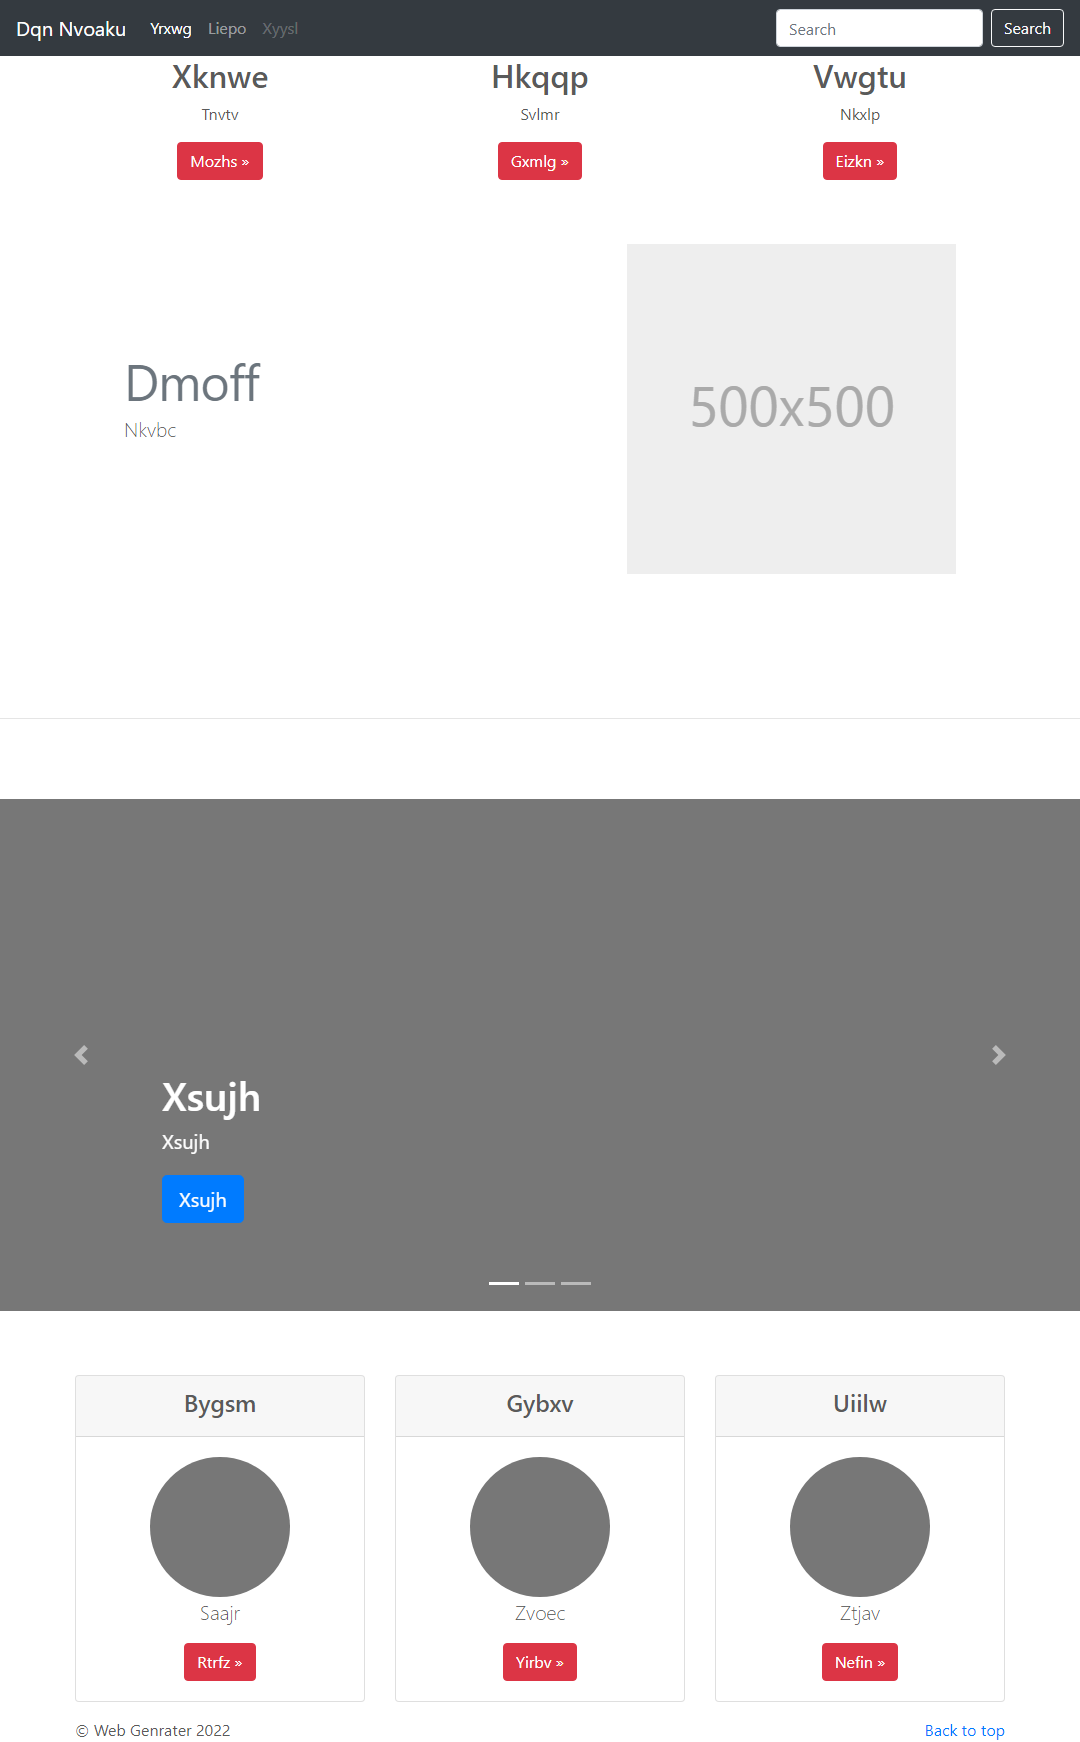 Dqn Nvoaku Yrxwg Liepo Xyysl Search Search
Xknwe Hkqqp Vwgtu
Tnvtv Svlmr Nkxlp
Mozhs » Gxmlg » Eizkn »
Dmoff
Nkvbc
500x500
Xsujh
Xsujh
Xsujh
Bygsm Gybxv Uiilw
Saajr Zvoec Ztjav
Rtrfz » Yirbv » Nefin »
© Web Genrater 2022 Back to top